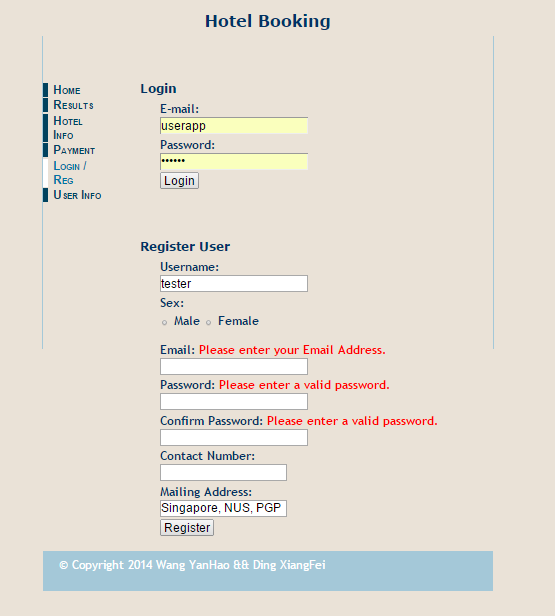 Hotel Booking
Home
Results
Hotel
Info
Payment
Login /
Reg
User Info
Login
E-mail:
userapp
Password:
••••••
Login
Register User
Username:
tester
Sex:
Male Female
Email: Please enter your Email Address.
Password: Please enter a valid password.
Confirm Password: Please enter a valid password.
Contact Number:
Mailing Address:
Singapore, NUS, PGP
Register
© Copyright 2014 Wang YanHao && Ding XiangFei